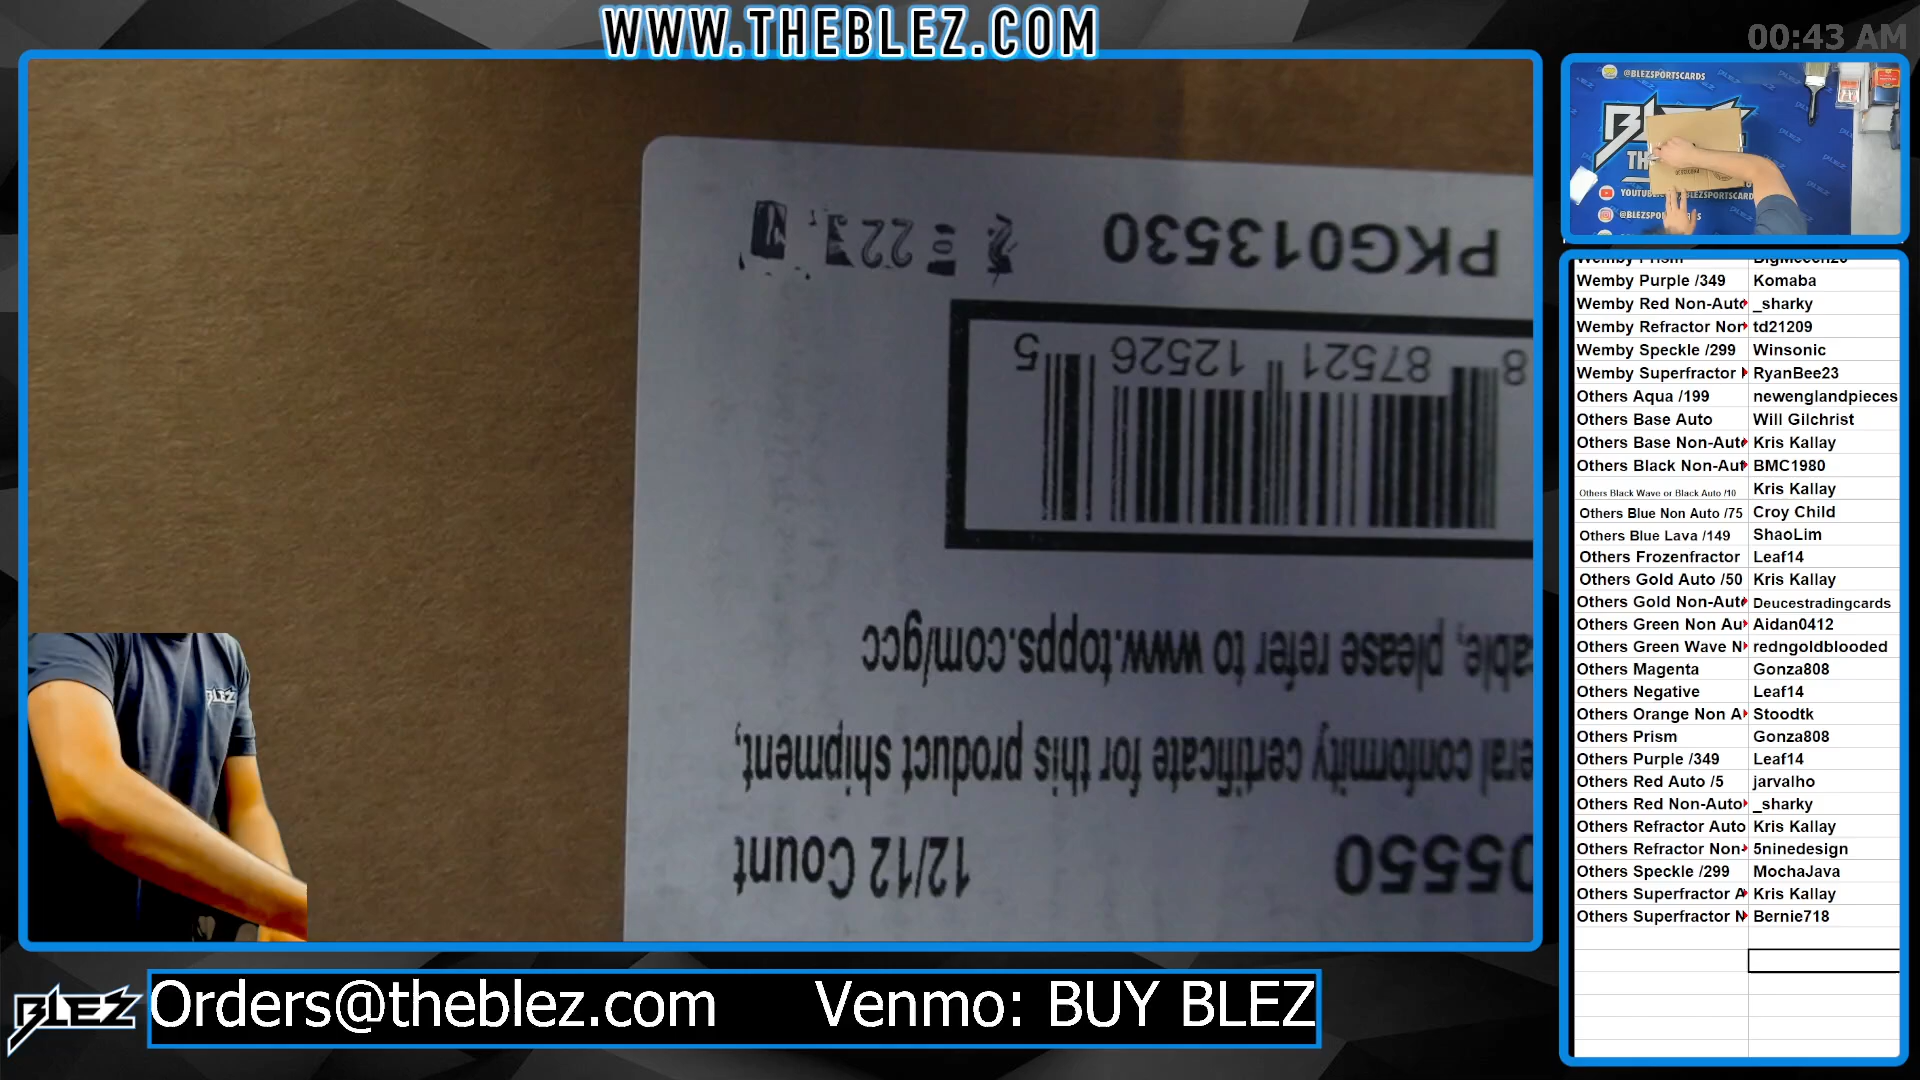 WWW.THEBLEZ.COM
00:43 AM
@BLEZSPORTSCARDS
PKG013530
8 87521 12526 5
able, please refer to www.topps.com/gcc
eral conformity certificate for this product shipment,
05550
12/12 Count
BLEZ
Wemby Purple /349 Komaba
Wemby Red Non-Auto _sharky
Wemby Refractor Nor td21209
Wemby Speckle /299 Winsonic
Wemby Superfractor RyanBee23
Others Aqua /199 newenglandpieces
Others Base Auto Will Gilchrist
Others Base Non-Auto Kris Kallay
Others Black Non-Aut BMC1980
Others Black Wave or Black Auto /10 Kris Kallay
Others Blue Non Auto /75 Croy Child
Others Blue Lava /149 ShaoLim
Others Frozenfractor Leaf14
Others Gold Auto /50 Kris Kallay
Others Gold Non-Auto Deucestradingcards
Others Green Non Au Aidan0412
Others Green Wave N redngoldblooded
Others Magenta Gonza808
Others Negative Leaf14
Others Orange Non A Stoodtk
Others Prism Gonza808
Others Purple /349 Leaf14
Others Red Auto /5 jarvalho
Others Red Non-Auto _sharky
Others Refractor Auto Kris Kallay
Others Refractor Non- 5ninedesign
Others Speckle /299 MochaJava
Others Superfractor A Kris Kallay
Others Superfractor N Bernie718
BLEZ
Orders@theblez.com Venmo: BUY BLEZ